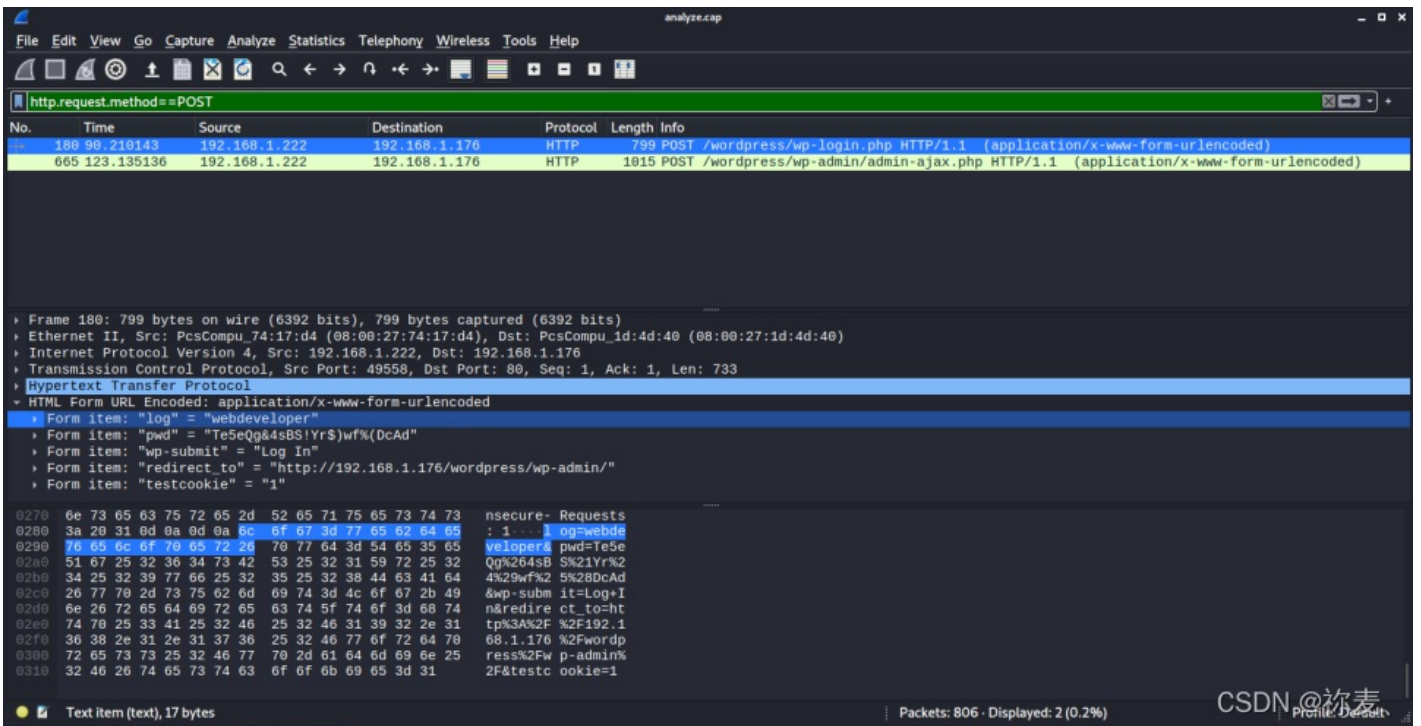 analyze.cap
File Edit View Go Capture Analyze Statistics Telephony Wireless Tools Help
http.request.method==POST
No. Time Source Destination Protocol Length Info
180 90.210143 192.168.1.222 192.168.1.176 HTTP 799 POST /wordpress/wp-login.php HTTP/1.1 (application/x-www-form-urlencoded)
665 123.135136 192.168.1.222 192.168.1.176 HTTP 1015 POST /wordpress/wp-admin/admin-ajax.php HTTP/1.1 (application/x-www-form-urlencoded)
Frame 180: 799 bytes on wire (6392 bits), 799 bytes captured (6392 bits)
Ethernet II, Src: PcsCompu_74:17:d4 (08:00:27:74:17:d4), Dst: PcsCompu_1d:4d:40 (08:00:27:1d:4d:40)
Internet Protocol Version 4, Src: 192.168.1.222, Dst: 192.168.1.176
Transmission Control Protocol, Src Port: 49558, Dst Port: 80, Seq: 1, Ack: 1, Len: 733
Hypertext Transfer Protocol
HTML Form URL Encoded: application/x-www-form-urlencoded
Form item: "log" = "webdeveloper"
Form item: "pwd" = "Te5eQg&4sBS!Yr$)wf%(DcAd"
Form item: "wp-submit" = "Log In"
Form item: "redirect_to" = "http://192.168.1.176/wordpress/wp-admin/"
Form item: "testcookie" = "1"
0270 6e 73 65 63 75 72 65 2d 52 65 71 75 65 73 74 73 nsecure- Requests
0280 3a 20 31 0d 0a 0d 0a 6c 6f 67 3d 77 65 62 64 65 : 1····l og=webde
0290 76 65 6c 6f 70 65 72 26 70 77 64 3d 54 65 35 65 veloper& pwd=Te5e
02a0 51 67 25 32 36 34 73 42 53 25 32 31 59 72 25 32 Qg%264sB S%21Yr%2
02b0 34 25 32 39 77 66 25 32 35 25 32 38 44 63 41 64 4%29wf%2 5%28DcAd
02c0 26 77 70 2d 73 75 62 6d 69 74 3d 4c 6f 67 2b 49 &wp-subm it=Log+I
02d0 6e 26 72 65 64 69 72 65 63 74 5f 74 6f 3d 68 74 n&redire ct_to=ht
02e0 74 70 25 33 41 25 32 46 25 32 46 31 39 32 2e 31 tp%3A%2F %2F192.1
02f0 36 38 2e 31 2e 31 37 36 25 32 46 77 6f 72 64 70 68.1.176 %2Fwordp
0300 72 65 73 73 25 32 46 77 70 2d 61 64 6d 69 6e 25 ress%2Fw p-admin%
0310 32 46 26 74 65 73 74 63 6f 6f 6b 69 65 3d 31 2F&testc ookie=1
Text item (text), 17 bytes
Packets: 806 · Displayed: 2 (0.2%)
Profile: Default
CSDN @祢麦